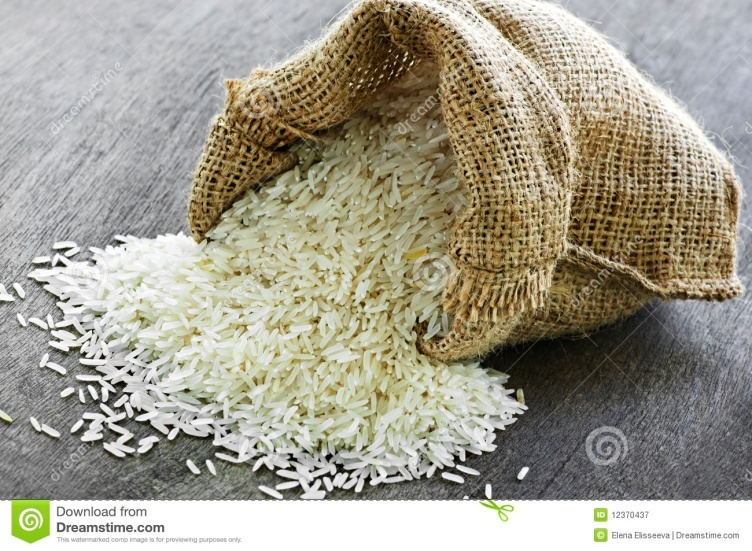 dreamstime
Download from
Dreamstime.com
This watermarked comp image is for previewing purposes only.
ID 12370437
© Elena Elisseeva | Dreamstime.com